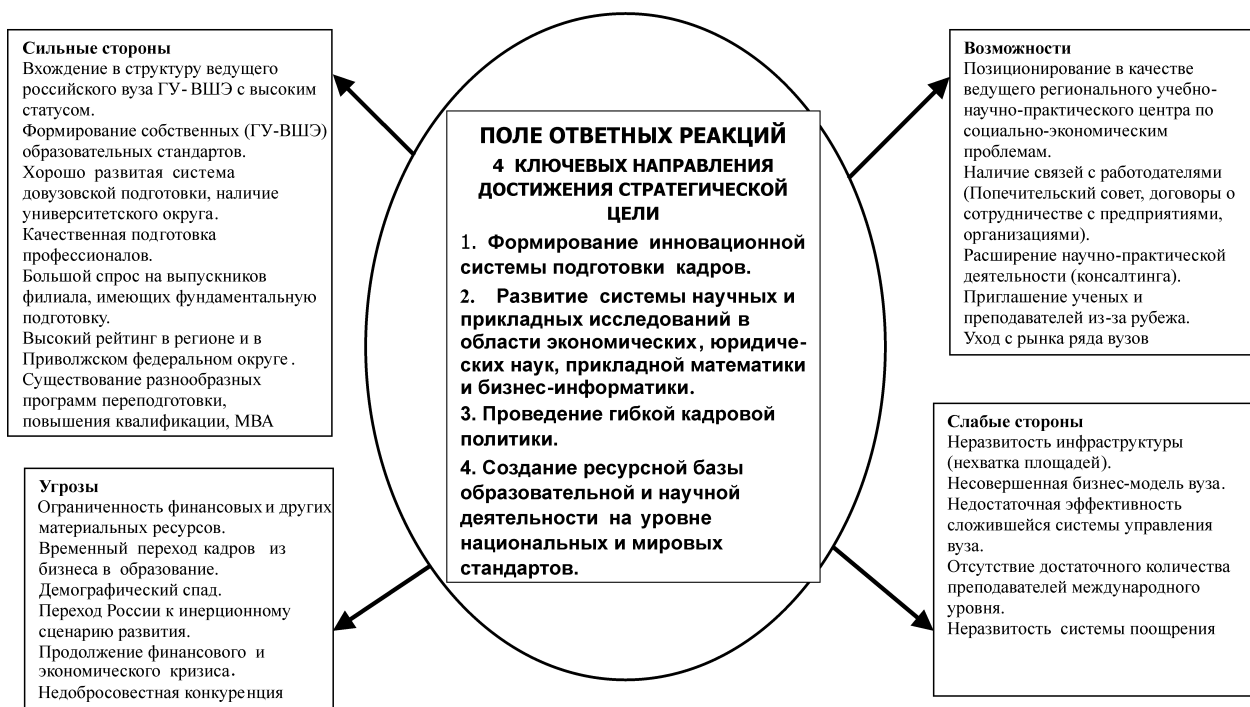 Сильные стороны
Вхождение в структуру ведущего
российского вуза ГУ- ВШЭ с высоким
статусом.
Формирование собственных (ГУ-ВШЭ)
образовательных стандартов.
Хорошо развитая система
довузовской подготовки, наличие
университетского округа.
Качественная подготовка
профессионалов.
Большой спрос на выпускников
филиала, имеющих фундаментальную
подготовку.
Высокий рейтинг в регионе и в
Приволжском федеральном округе.
Существование разнообразных
программ переподготовки,
повышения квалификации, МВА
Угрозы
Ограниченность финансовых и других
материальных ресурсов.
Временный переход кадров из
бизнеса в образование.
Демографический спад.
Переход России к инерционному
сценарию развития.
Продолжение финансового и
экономического кризиса.
Недобросовестная конкуренция
ПОЛЕ ОТВЕТНЫХ РЕАКЦИЙ
4 КЛЮЧЕВЫХ НАПРАВЛЕНИЯ
ДОСТИЖЕНИЯ СТРАТЕГИЧЕСКОЙ
ЦЕЛИ
1. Формирование инновационной
системы подготовки кадров.
2. Развитие системы научных и
прикладных исследований в
области экономических, юридиче-
ских наук, прикладной математики
и бизнес-информатики.
3. Проведение гибкой кадровой
политики.
4. Создание ресурсной базы
образовательной и научной
деятельности на уровне
национальных и мировых
стандартов.
Возможности
Позиционирование в качестве
ведущего регионального учебно-
научно-практического центра по
социально-экономическим
проблемам.
Наличие связей с работодателями
(Попечительский совет, договоры о
сотрудничестве с предприятиями,
организациями).
Расширение научно-практической
деятельности (консалтинга).
Приглашение ученых и
преподавателей из-за рубежа.
Уход с рынка ряда вузов
Слабые стороны
Неразвитость инфраструктуры
(нехватка площадей).
Несовершенная бизнес-модель вуза.
Недостаточная эффективность
сложившейся системы управления
вуза.
Отсутствие достаточного количества
преподавателей международного
уровня.
Неразвитость системы поощрения